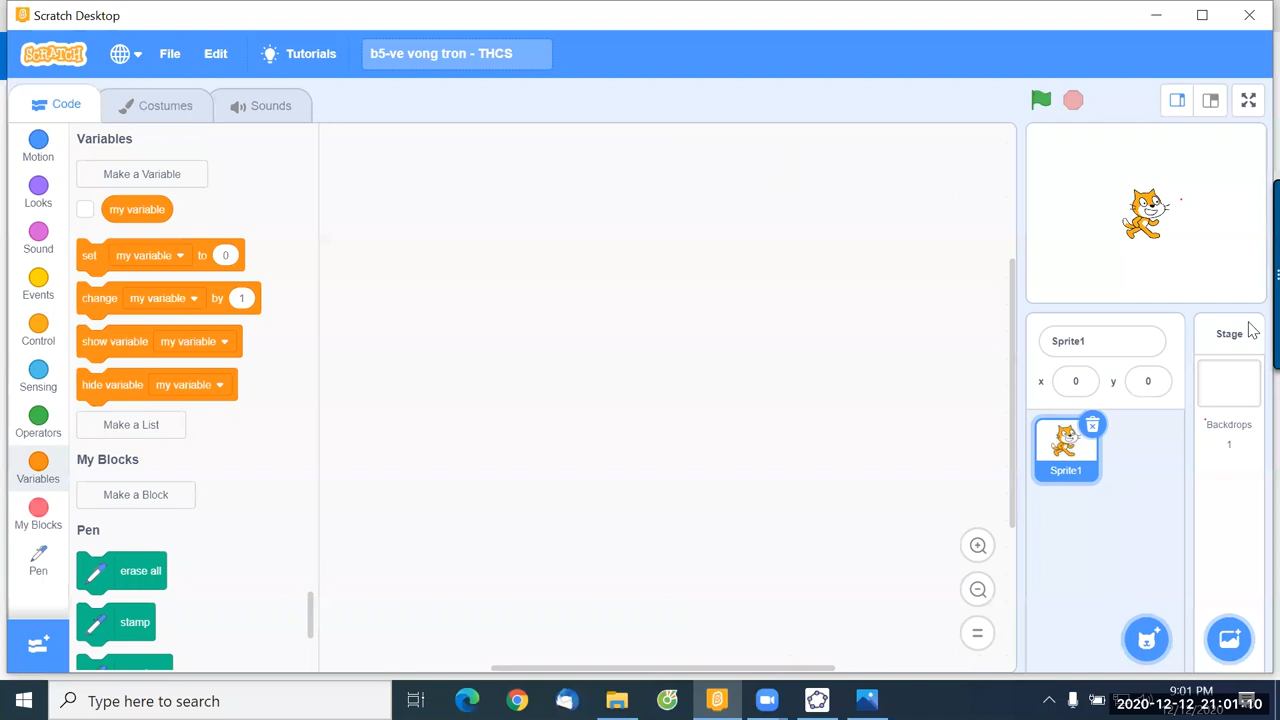 Scratch Desktop
SCRATCH
File
Edit
Tutorials
b5-ve vong tron - THCS
Code
Costumes
Sounds
Motion
Looks
Sound
Events
Control
Sensing
Operators
Variables
My Blocks
Pen
Variables
Make a Variable
my variable
set my variable to 0
change my variable by 1
show variable my variable
hide variable my variable
Make a List
My Blocks
Make a Block
Pen
erase all
stamp
Sprite1
x 0 y 0
Sprite1
Stage
Backdrops
1
Type here to search
9:01 PM
2020-12-12 21:01:10